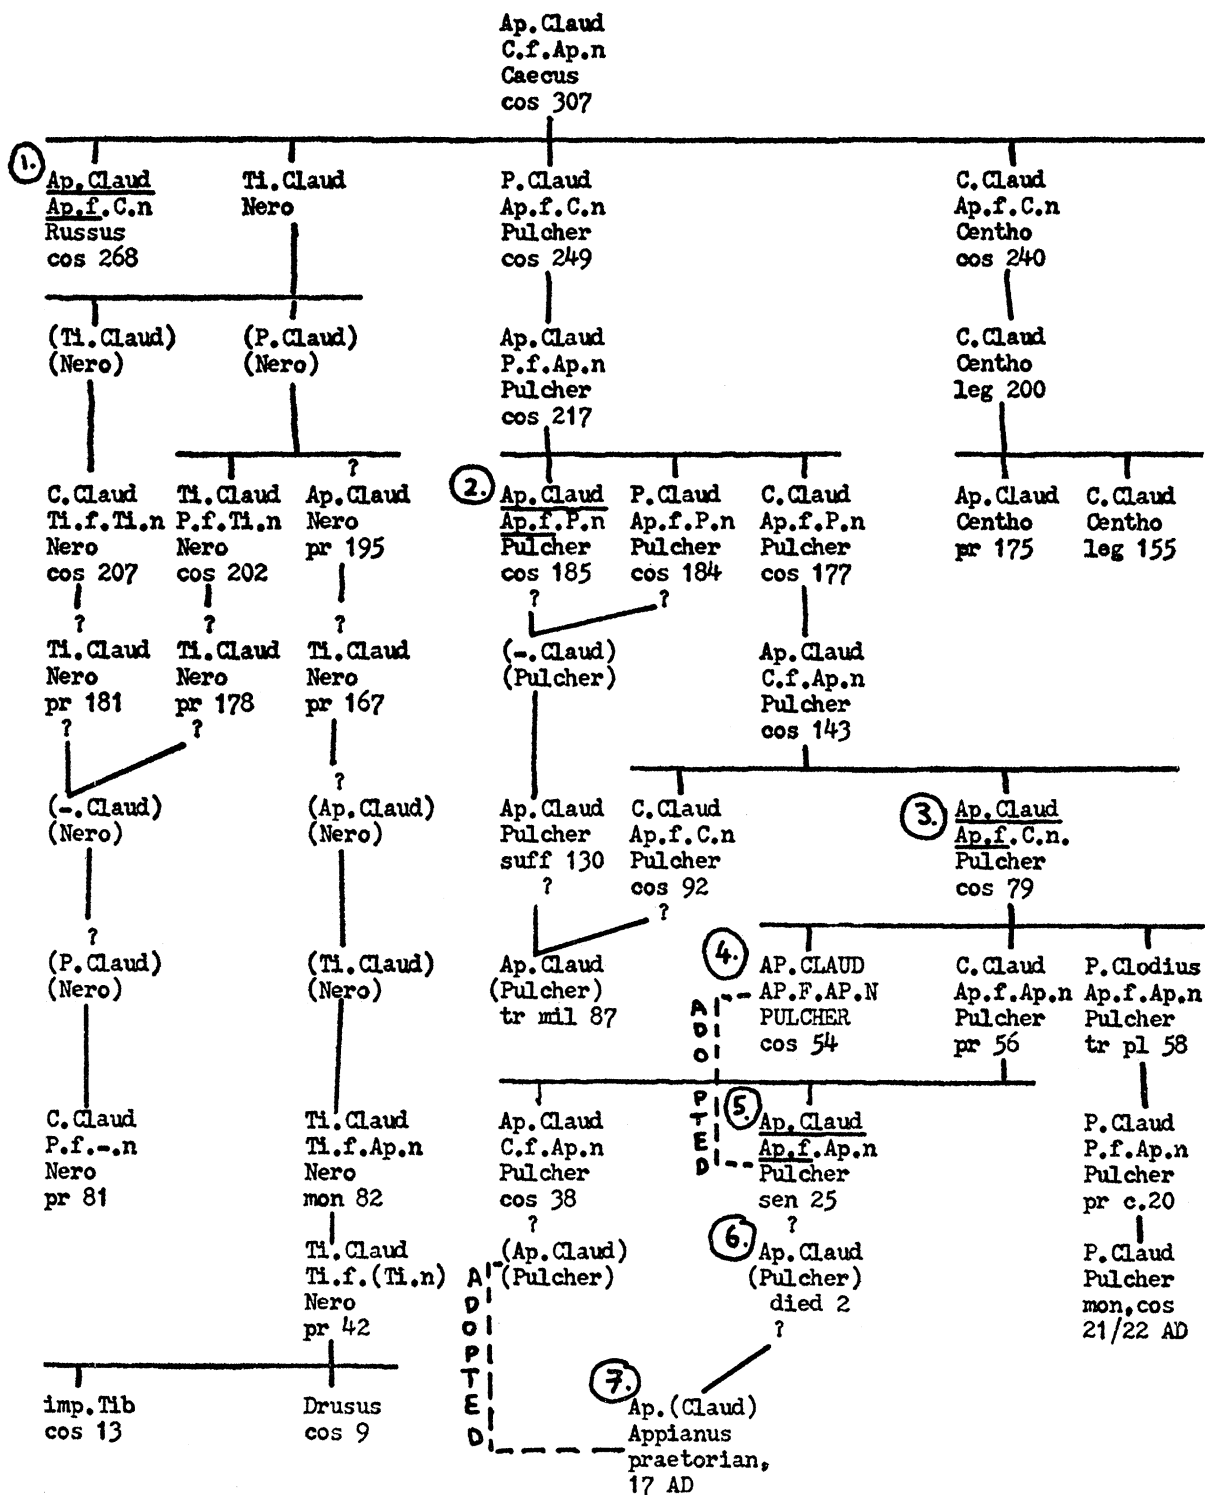 Ap.Claud
C.f.Ap.n
Caecus
cos 307
1.
Ap.Claud
Ap.f.C.n
Russus
cos 268
Ti.Claud
Nero
P.Claud
Ap.f.C.n
Pulcher
cos 249
C.Claud
Ap.f.C.n
Centho
cos 240
(Ti.Claud)
(Nero)
(P.Claud)
(Nero)
Ap.Claud
P.f.Ap.n
Pulcher
cos 217
C.Claud
Centho
leg 200
C.Claud
Ti.f.Ti.n
Nero
cos 207
?
Ti.Claud
P.f.Ti.n
Nero
cos 202
?
?
Ap.Claud
Nero
pr 195
?
2.
Ap.Claud
Ap.f.P.n
Pulcher
cos 185
?
P.Claud
Ap.f.P.n
Pulcher
cos 184
?
C.Claud
Ap.f.P.n
Pulcher
cos 177
Ap.Claud
Centho
pr 175
C.Claud
Centho
leg 155
Ti.Claud
Nero
pr 181
?
Ti.Claud
Nero
pr 178
?
Ti.Claud
Nero
pr 167
?
(-.Claud)
(Pulcher)
Ap.Claud
C.f.Ap.n
Pulcher
cos 143
(-.Claud)
(Nero)
?
(Ap.Claud)
(Nero)
Ap.Claud
Pulcher
suff 130
?
C.Claud
Ap.f.C.n
Pulcher
cos 92
?
3.
Ap.Claud
Ap.f.C.n.
Pulcher
cos 79
(P.Claud)
(Nero)
(Ti.Claud)
(Nero)
Ap.Claud
(Pulcher)
tr mil 87
4.
AP.CLAUD
AP.F.AP.N
PULCHER
cos 54
C.Claud
Ap.f.Ap.n
Pulcher
pr 56
P.Clodius
Ap.f.Ap.n
Pulcher
tr pl 58
ADOPTED
C.Claud
P.f.-.n
Nero
pr 81
Ti.Claud
Ti.f.Ap.n
Nero
mon 82
Ap.Claud
C.f.Ap.n
Pulcher
cos 38
?
5.
Ap.Claud
Ap.f.Ap.n
Pulcher
sen 25
?
P.Claud
P.f.Ap.n
Pulcher
pr c.20
Ti.Claud
Ti.f.(Ti.n)
Nero
pr 42
ADOPTED
(Ap.Claud)
(Pulcher)
6.
Ap.Claud
(Pulcher)
died 2
?
P.Claud
Pulcher
mon,cos
21/22 AD
imp.Tib
cos 13
Drusus
cos 9
7.
Ap.(Claud)
Appianus
praetorian,
17 AD